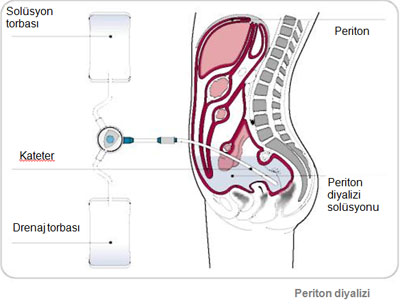 Solüsyon
torbası
Periton
Kateter
Periton
diyalizi
solüsyonu
Drenaj torbası
Periton diyalizi